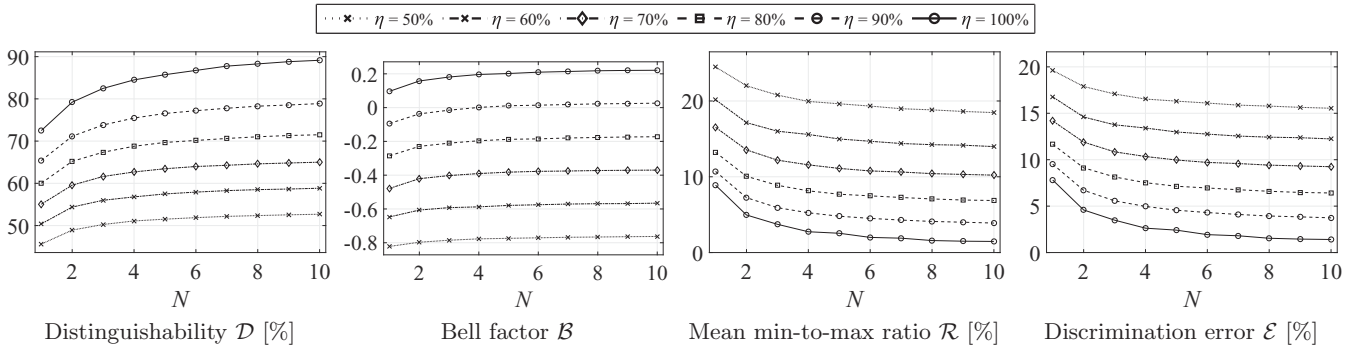 η = 50% η = 60% η = 70% η = 80% η = 90% η = 100%
90
80
70
60
50
2 4 6 8 10
N
Distinguishability 𝒟 [%]
0.2
0
-0.2
-0.4
-0.6
-0.8
2 4 6 8 10
N
Bell factor ℬ
20
10
0
2 4 6 8 10
N
Mean min-to-max ratio ℛ [%]
20
15
10
5
0
2 4 6 8 10
N
Discrimination error ℰ [%]